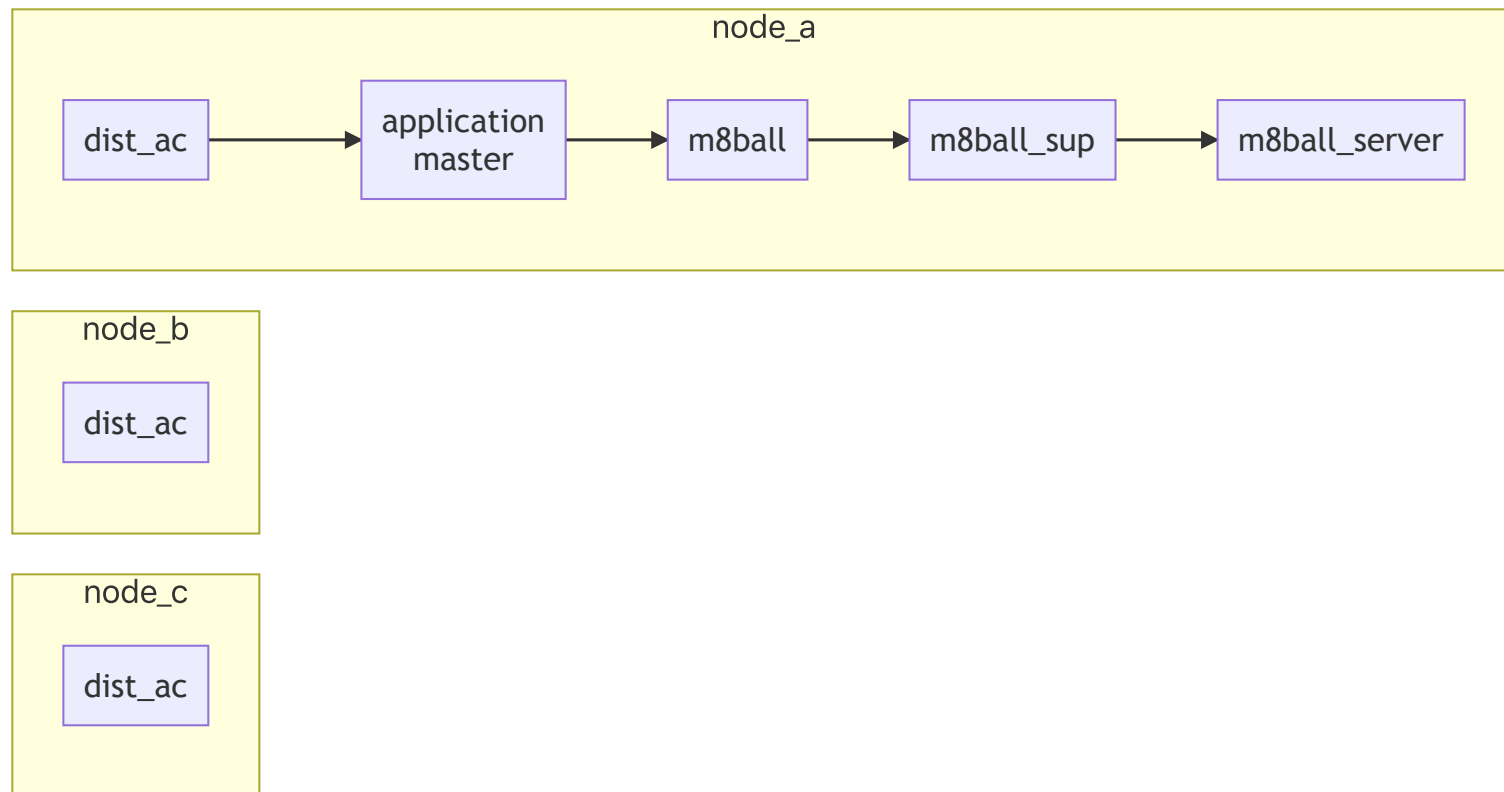 node_a
dist_ac
application
master
m8ball
m8ball_sup
m8ball_server
node_b
dist_ac
node_c
dist_ac